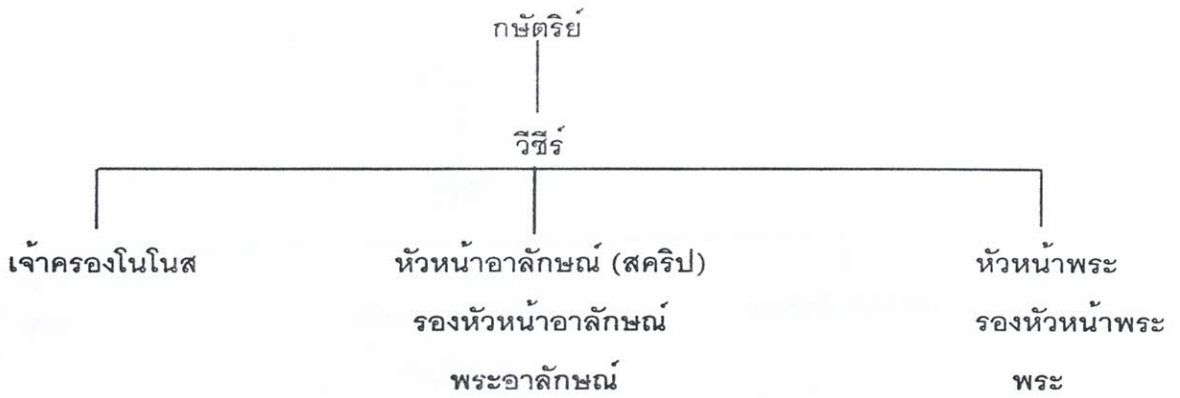 กษัตริย์
วีซีร์
เจ้าครองโนโนส หัวหน้าอาลักษณ์ (สคริป) หัวหน้าพระ
รองหัวหน้าอาลักษณ์ รองหัวหน้าพระ
พระอาลักษณ์ พระ